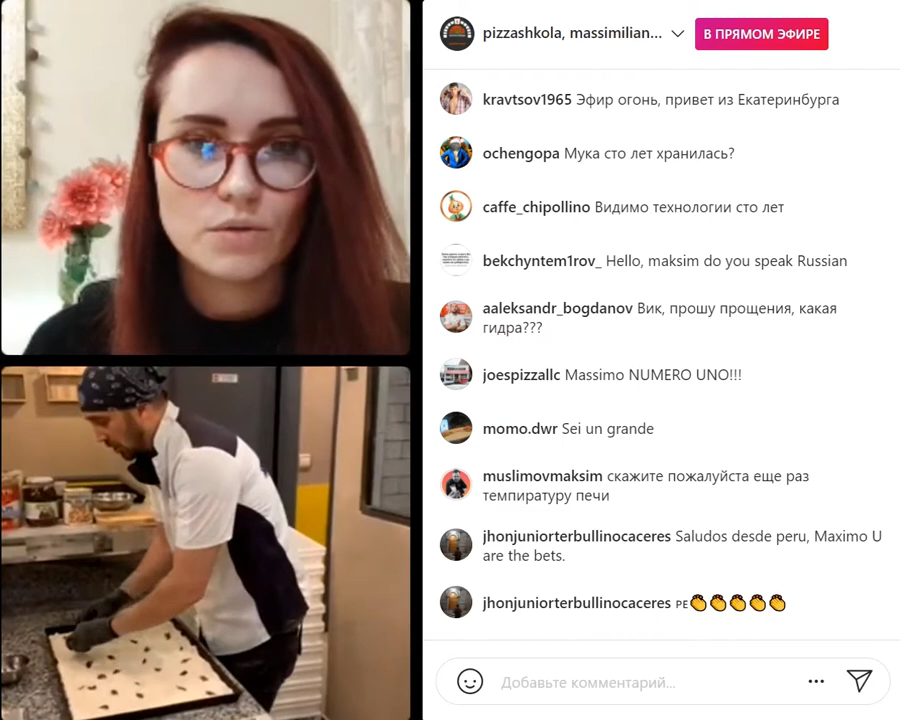 pizzashkola, massimilian...
В ПРЯМОМ ЭФИРЕ
kravtsov1965 Эфир огонь, привет из Екатеринбурга
ochengopa Мука сто лет хранилась?
caffe_chipollino Видимо технологии сто лет
bekchyntem1rov_ Hello, maksim do you speak Russian
aaleksandr_bogdanov Вик, прошу прощения, какая
гидра???
joespizzallc Massimo NUMERO UNO!!!
momo.dwr Sei un grande
muslimovmaksim скажите пожалуйста еще раз
темпиратуру печи
jhonjuniorterbullinocaceres Saludos desde peru, Maximo U
are the bets.
jhonjuniorterbullinocaceres ᴘᴇ👏👏👏👏👏
Добавьте комментарий...